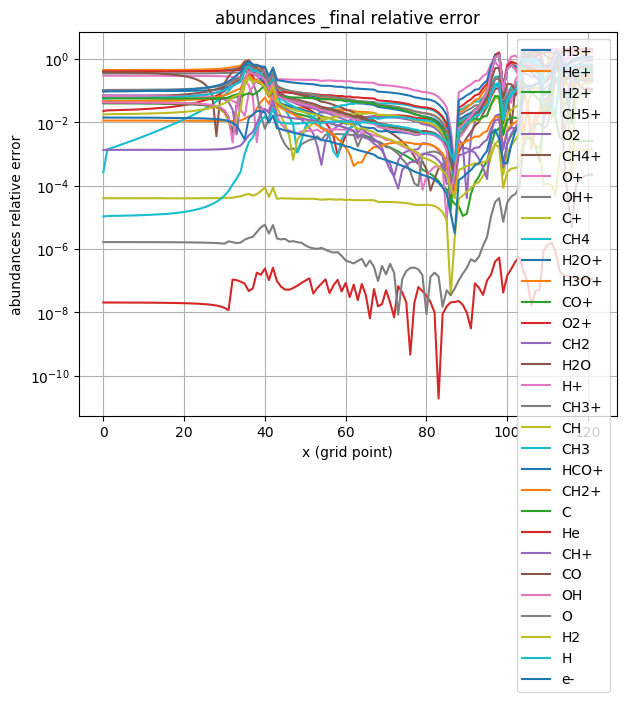 abundances _final relative error
abundances relative error
10⁰
10⁻²
10⁻⁴
10⁻⁶
10⁻⁸
10⁻¹⁰
0
20
40
60
80
100
120
x (grid point)
H3+
He+
H2+
CH5+
O2
CH4+
O+
OH+
C+
CH4
H2O+
H3O+
CO+
O2+
CH2
H2O
H+
CH3+
CH
CH3
HCO+
CH2+
C
He
CH+
CO
OH
O
H2
H
e-